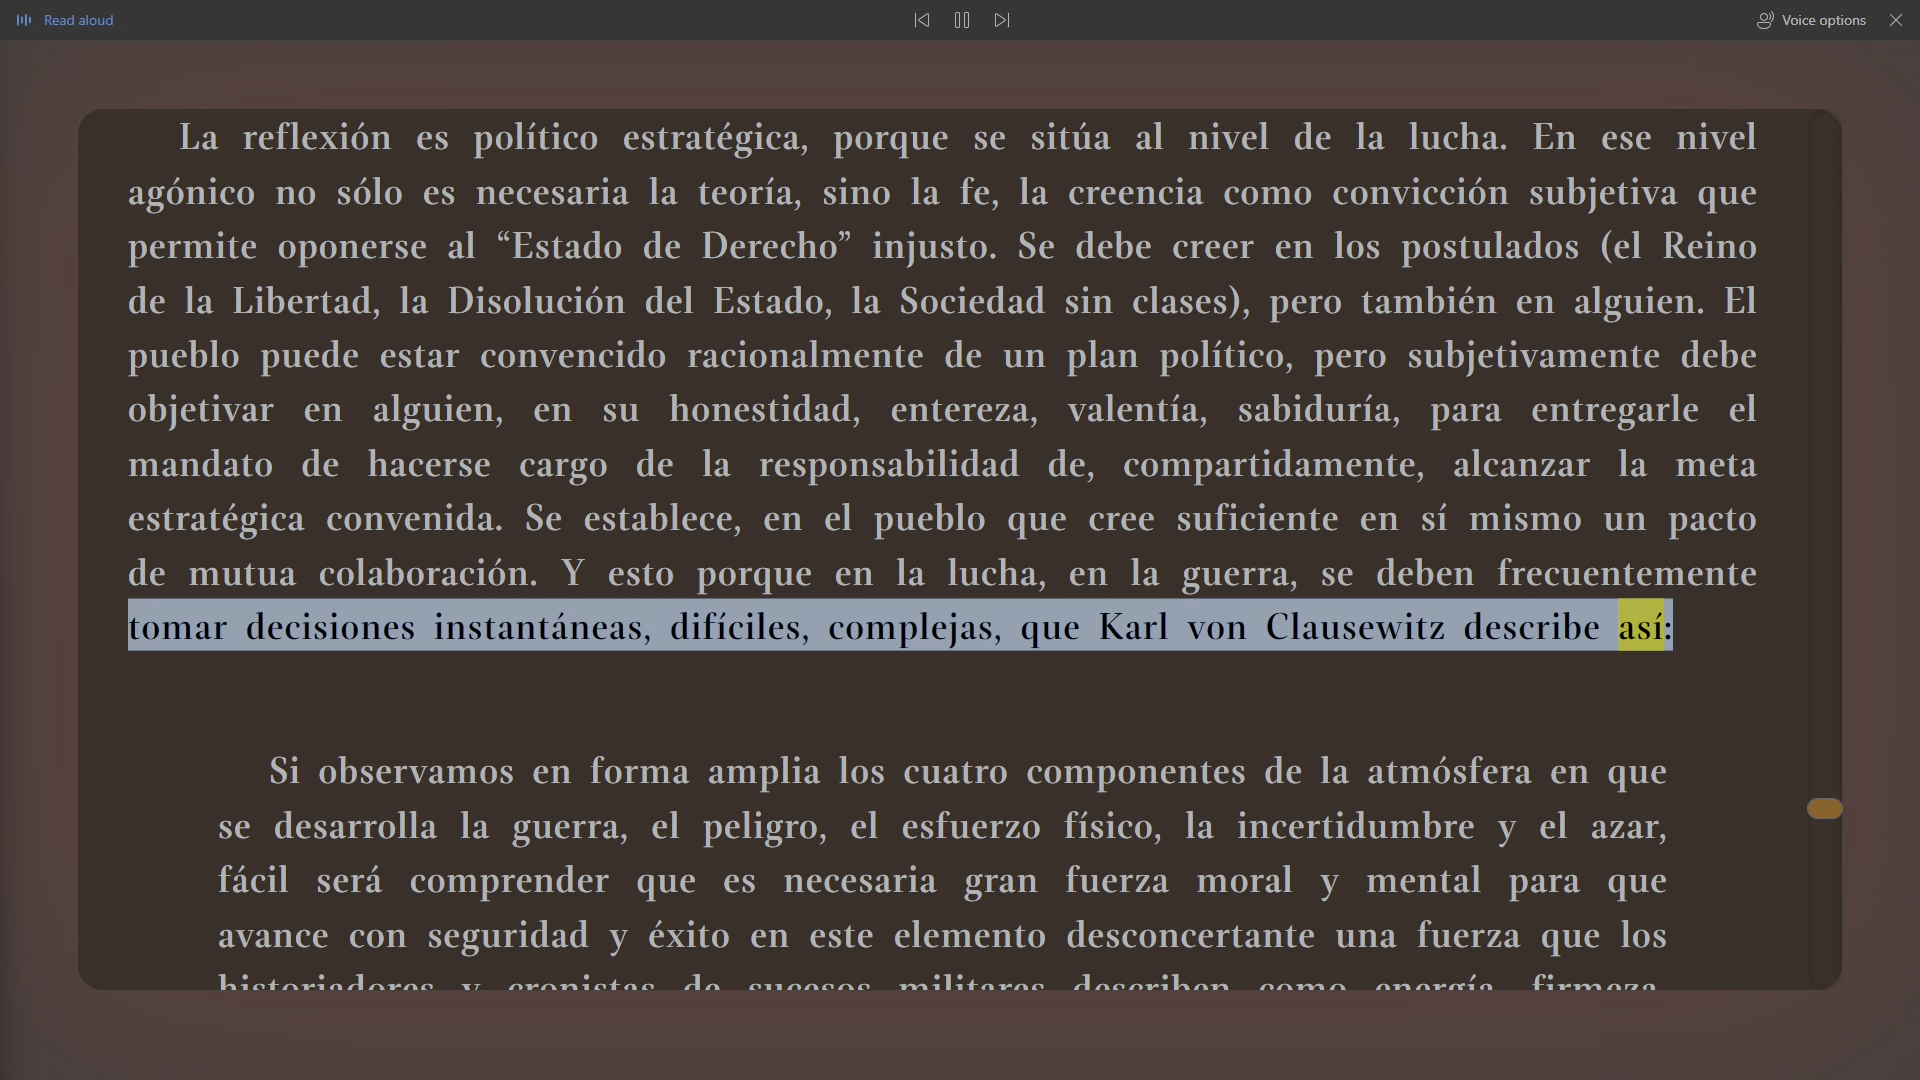 Read aloud
Voice options
La reflexión es político estratégica, porque se sitúa al nivel de la lucha. En ese nivel
agónico no sólo es necesaria la teoría, sino la fe, la creencia como convicción subjetiva que
permite oponerse al “Estado de Derecho” injusto. Se debe creer en los postulados (el Reino
de la Libertad, la Disolución del Estado, la Sociedad sin clases), pero también en alguien. El
pueblo puede estar convencido racionalmente de un plan político, pero subjetivamente debe
objetivar en alguien, en su honestidad, entereza, valentía, sabiduría, para entregarle el
mandato de hacerse cargo de la responsabilidad de, compartidamente, alcanzar la meta
estratégica convenida. Se establece, en el pueblo que cree suficiente en sí mismo un pacto
de mutua colaboración. Y esto porque en la lucha, en la guerra, se deben frecuentemente
tomar decisiones instantáneas, difíciles, complejas, que Karl von Clausewitz describe así:
Si observamos en forma amplia los cuatro componentes de la atmósfera en que
se desarrolla la guerra, el peligro, el esfuerzo físico, la incertidumbre y el azar,
fácil será comprender que es necesaria gran fuerza moral y mental para que
avance con seguridad y éxito en este elemento desconcertante una fuerza que los
historiadores y cronistas de sucesos militares describen como energía, firmeza,